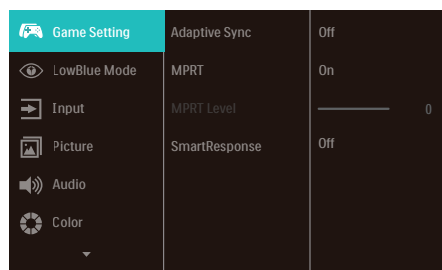 Game Setting Adaptive Sync Off
LowBlue Mode MPRT On
Input MPRT Level 0
Picture SmartResponse Off
Audio
Color